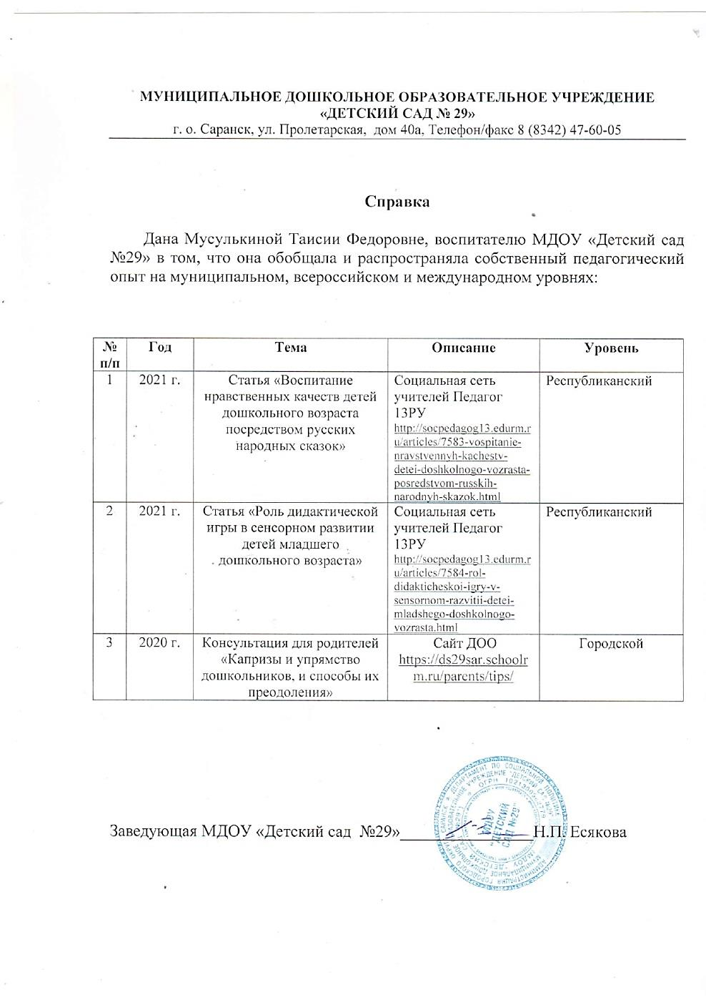 МУНИЦИПАЛЬНОЕ ДОШКОЛЬНОЕ ОБРАЗОВАТЕЛЬНОЕ УЧРЕЖДЕНИЕ
«ДЕТСКИЙ САД № 29»
г. о. Саранск, ул. Пролетарская, дом 40а, Телефон/факс 8 (8342) 47-60-05
Справка
Дана Мусулькиной Таисии Федоровне, воспитателю МДОУ «Детский сад
№29» в том, что она обобщала и распространяла собственный педагогический
опыт на муниципальном, всероссийском и международном уровнях:
№ п/п
Год
Тема
Описание
Уровень
1
2021 г.
Статья «Воспитание
нравственных качеств детей
дошкольного возраста
посредством русских
народных сказок»
Социальная сеть
учителей Педагог
13РУ
http://socpedagog13.edurm.r
u/articles/7583-vospitanie-
nravstvennyh-kachestv-
detei-doshkolnogo-vozrasta-
posredstvom-russkih-
narodnyh-skazok.html
Республиканский
2
2021 г.
Статья «Роль дидактической
игры в сенсорном развитии
детей младшего
дошкольного возраста»
Социальная сеть
учителей Педагог
13РУ
http://socpedagog13.edurm.r
u/articles/7584-rol-
didakticheskoi-igry-v-
sensornom-razvitii-detei-
mladshego-doshkolnogo-
vozrasta.html
Республиканский
3
2020 г.
Консультация для родителей
«Капризы и упрямство
дошкольников, и способы их
преодоления»
Сайт ДОО
https://ds29sar.schoolr
m.ru/parents/tips/
Городской
Заведующая МДОУ «Детский сад №29»
Н.П. Есякова
МДОУ
"ДЕТСКИЙ
САД №29"